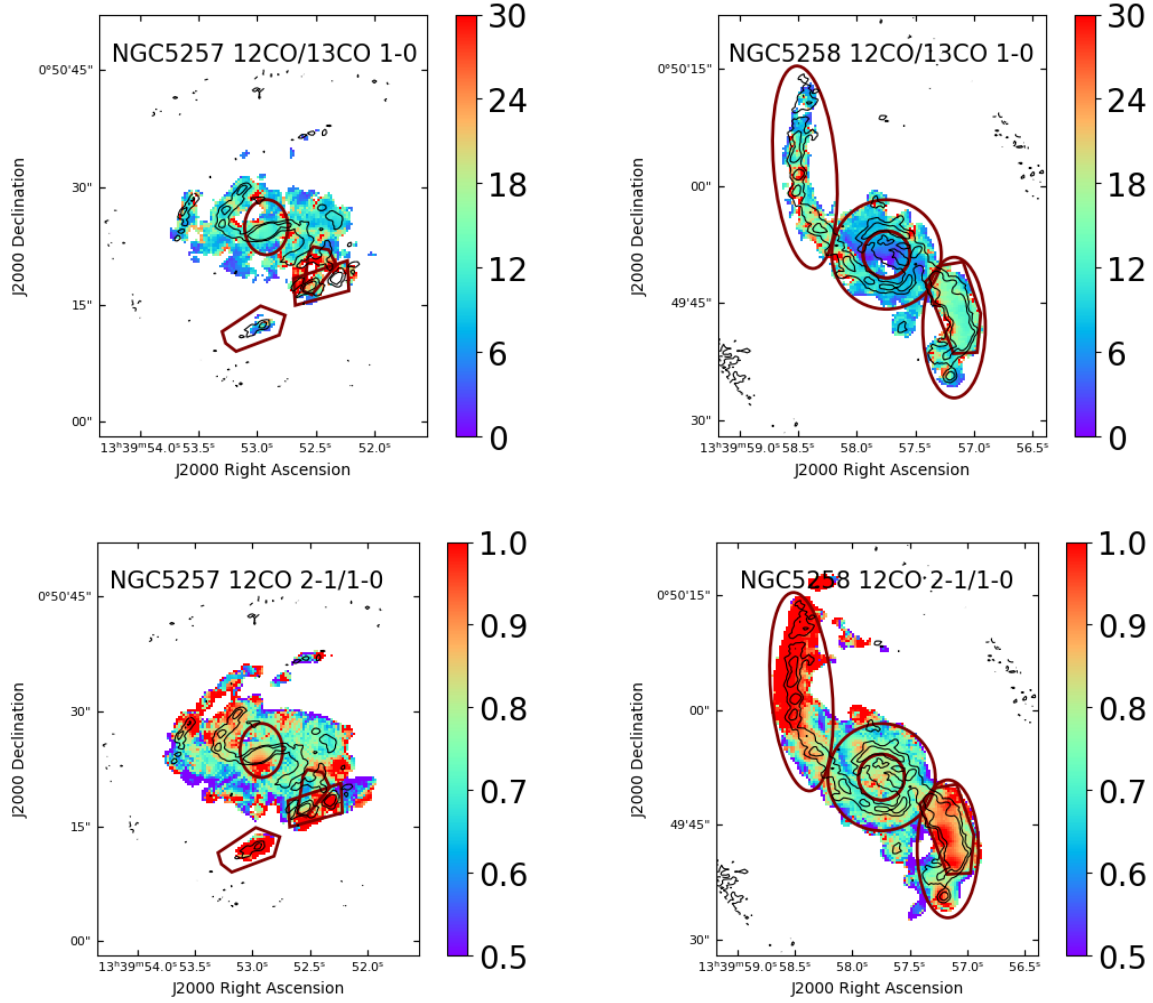 NGC5257 12CO/13CO 1-0
0°50'45"
30"
15"
00"
J2000 Declination
13ʰ39ᵐ54.0ˢ 53.5ˢ 53.0ˢ 52.5ˢ 52.0ˢ
J2000 Right Ascension
30
24
18
12
6
0
NGC5258 12CO/13CO 1-0
0°50'15"
00"
49'45"
30"
J2000 Declination
13ʰ39ᵐ59.0ˢ 58.5ˢ 58.0ˢ 57.5ˢ 57.0ˢ 56.5ˢ
J2000 Right Ascension
30
24
18
12
6
0
NGC5257 12CO 2-1/1-0
0°50'45"
30"
15"
00"
J2000 Declination
13ʰ39ᵐ54.0ˢ 53.5ˢ 53.0ˢ 52.5ˢ 52.0ˢ
J2000 Right Ascension
1.0
0.9
0.8
0.7
0.6
0.5
NGC5258 12CO 2-1/1-0
0°50'15"
00"
49'45"
30"
J2000 Declination
13ʰ39ᵐ59.0ˢ 58.5ˢ 58.0ˢ 57.5ˢ 57.0ˢ 56.5ˢ
J2000 Right Ascension
1.0
0.9
0.8
0.7
0.6
0.5